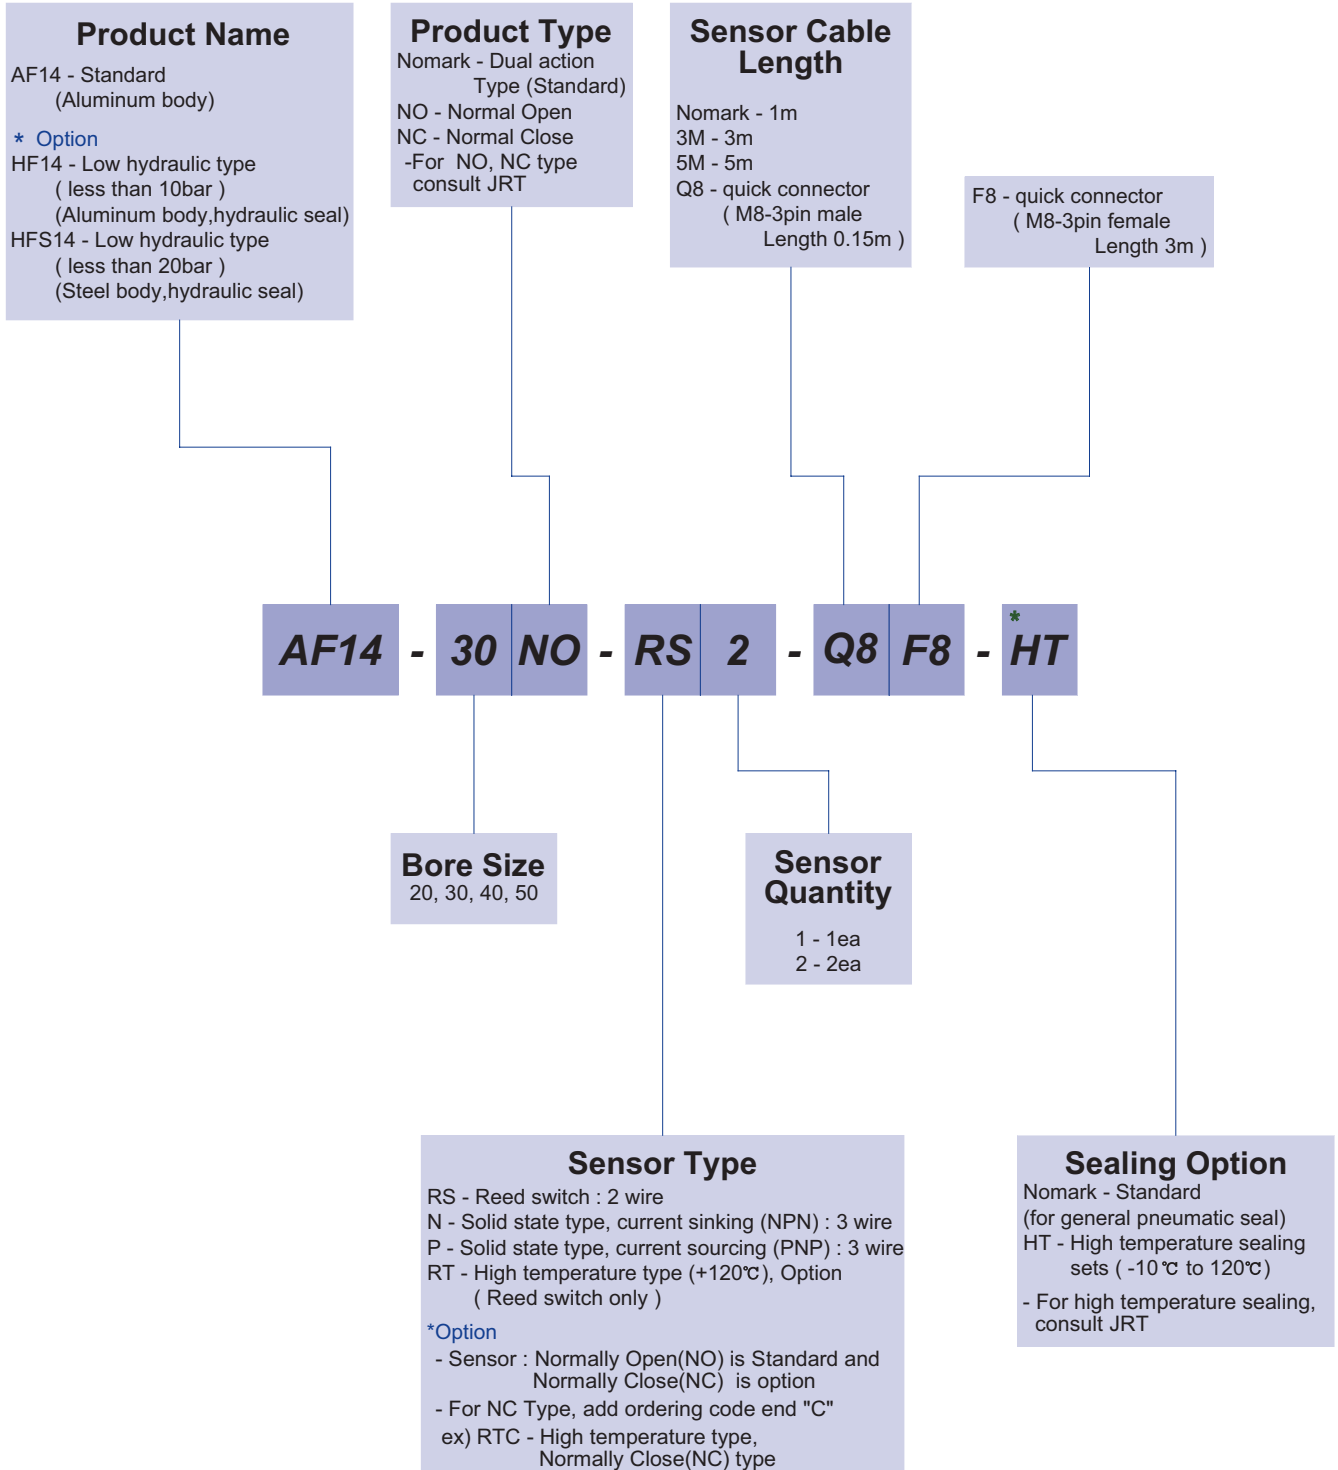 Product Name
AF14 - Standard
(Aluminum body)
* Option
HF14 - Low hydraulic type
( less than 10bar )
(Aluminum body,hydraulic seal)
HFS14 - Low hydraulic type
( less than 20bar )
(Steel body,hydraulic seal)
Product Type
Nomark - Dual action
Type (Standard)
NO - Normal Open
NC - Normal Close
-For NO, NC type
consult JRT
Sensor Cable
Length
Nomark - 1m
3M - 3m
5M - 5m
Q8 - quick connector
( M8-3pin male
Length 0.15m )
F8 - quick connector
( M8-3pin female
Length 3m )
AF14 - 30 NO - RS 2 - Q8 F8 - *HT
Bore Size
20, 30, 40, 50
Sensor
Quantity
1 - 1ea
2 - 2ea
Sensor Type
RS - Reed switch : 2 wire
N - Solid state type, current sinking (NPN) : 3 wire
P - Solid state type, current sourcing (PNP) : 3 wire
RT - High temperature type (+120℃), Option
( Reed switch only )
*Option
- Sensor : Normally Open(NO) is Standard and
Normally Close(NC) is option
- For NC Type, add ordering code end "C"
ex) RTC - High temperature type,
Normally Close(NC) type
Sealing Option
Nomark - Standard
(for general pneumatic seal)
HT - High temperature sealing
sets ( -10℃ to 120℃)
- For high temperature sealing,
consult JRT